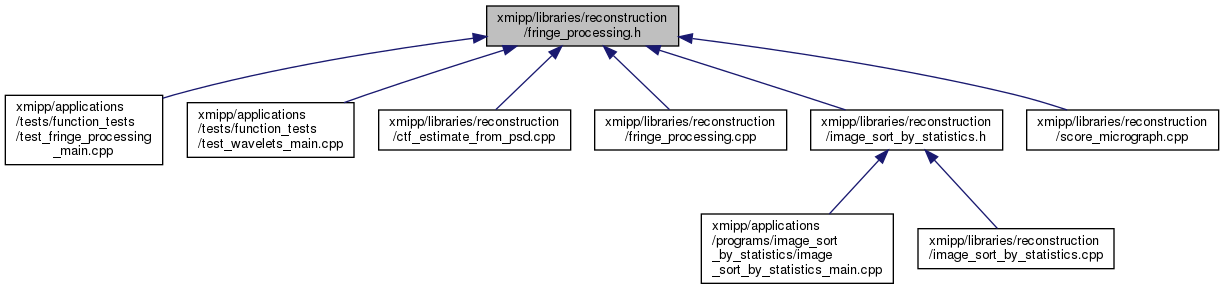 xmipp/libraries/reconstruction
/fringe_processing.h
xmipp/applications
/tests/function_tests
/test_fringe_processing
_main.cpp
xmipp/applications
/tests/function_tests
/test_wavelets_main.cpp
xmipp/libraries/reconstruction
/ctf_estimate_from_psd.cpp
xmipp/libraries/reconstruction
/fringe_processing.cpp
xmipp/libraries/reconstruction
/image_sort_by_statistics.h
xmipp/libraries/reconstruction
/score_micrograph.cpp
xmipp/applications
/programs/image_sort
_by_statistics/image
_sort_by_statistics_main.cpp
xmipp/libraries/reconstruction
/image_sort_by_statistics.cpp